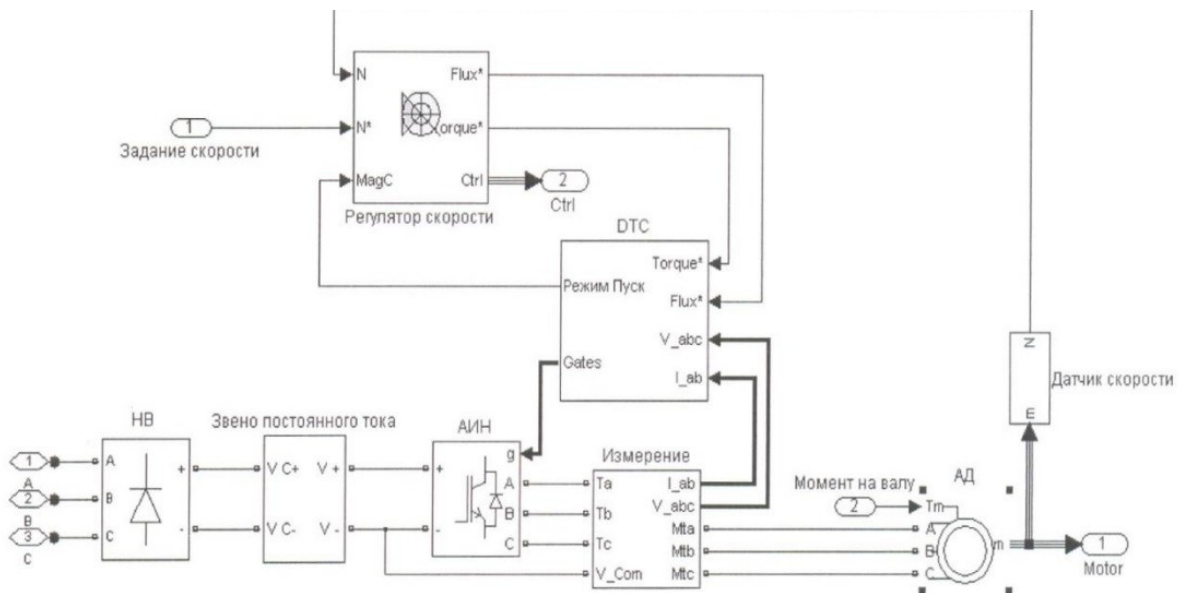 N Flux*
1 N* Torque*
Задание скорости
MagC Ctrl 2
Ctrl
Регулятор скорости
DTC
Torque*
Режим Пуск
Flux*
V_abc
Gates
I_ab
N
Датчик скорости
m
НВ Звено постоянного тока АИН Измерение
1 A + V C+ V + + g A Ta I_ab
A
2 B B Tb V_abc
B
3 C - V C- V - - C Tc Mta
C
V_Com Mtb
Mtc
Момент на валу АД
2 Tm
A
B m 1
C Motor